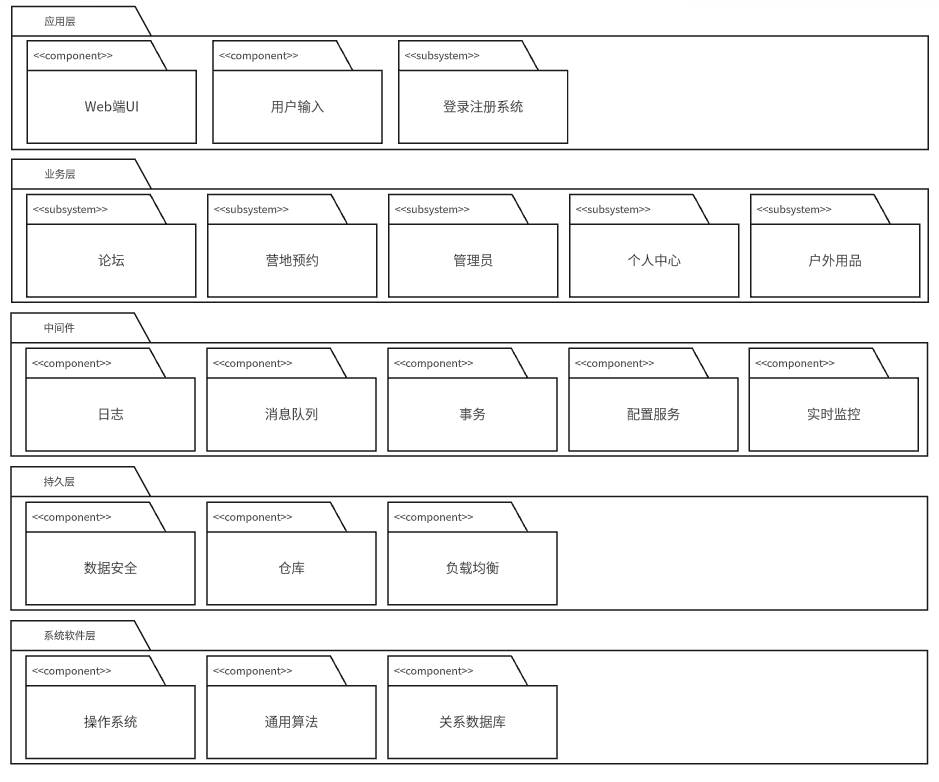 应用层
<<component>> <<component>> <<subsystem>>
Web端UI 用户输入 登录注册系统
业务层
<<subsystem>> <<subsystem>> <<subsystem>> <<subsystem>> <<subsystem>>
论坛 营地预约 管理员 个人中心 户外用品
中间件
<<component>> <<component>> <<component>> <<component>> <<component>>
日志 消息队列 事务 配置服务 实时监控
持久层
<<component>> <<component>> <<component>>
数据安全 仓库 负载均衡
系统软件层
<<component>> <<component>> <<component>>
操作系统 通用算法 关系数据库